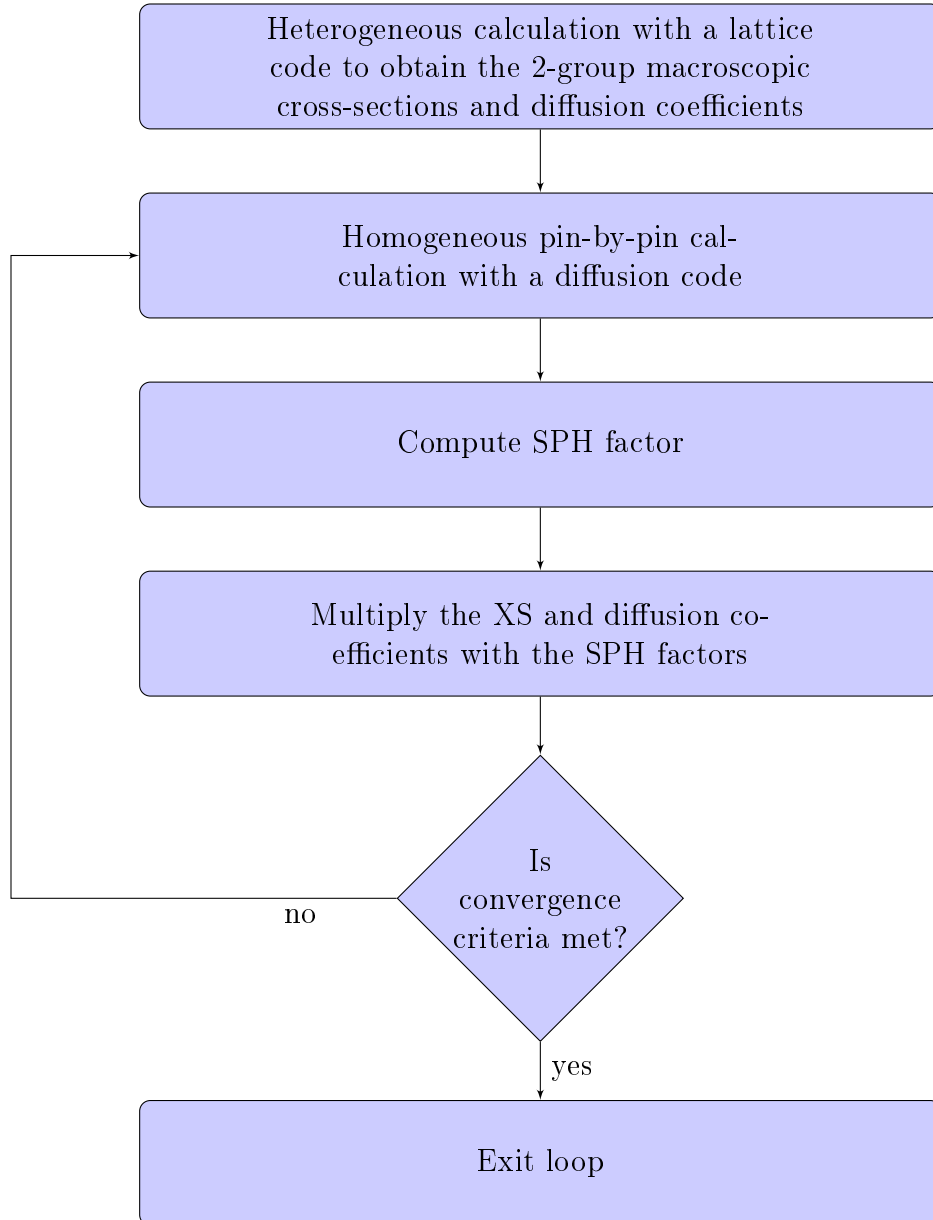 Heterogeneous calculation with a lattice
code to obtain the 2-group macroscopic
cross-sections and diffusion coefficients
Homogeneous pin-by-pin cal-
culation with a diffusion code
Compute SPH factor
Multiply the XS and diffusion co-
efficients with the SPH factors
Is
convergence
criteria met?
no
yes
Exit loop